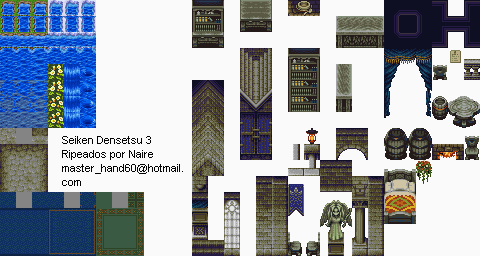 Seiken Densetsu 3
Ripeados por Naire
master_hand60@hotmail.
com